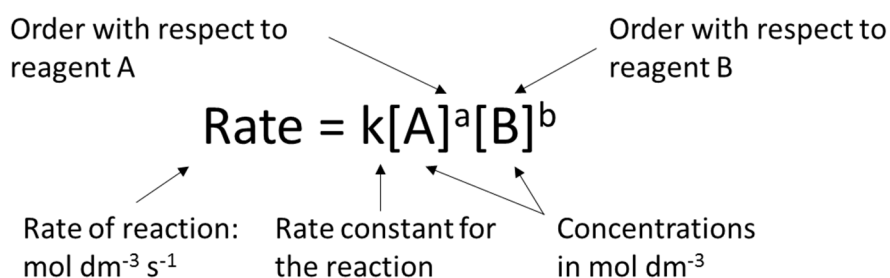 Order with respect to
reagent A
Order with respect to
reagent B
Rate = k[A]ᵃ[B]ᵇ
Rate of reaction:
mol dm⁻³ s⁻¹
Rate constant for
the reaction
Concentrations
in mol dm⁻³